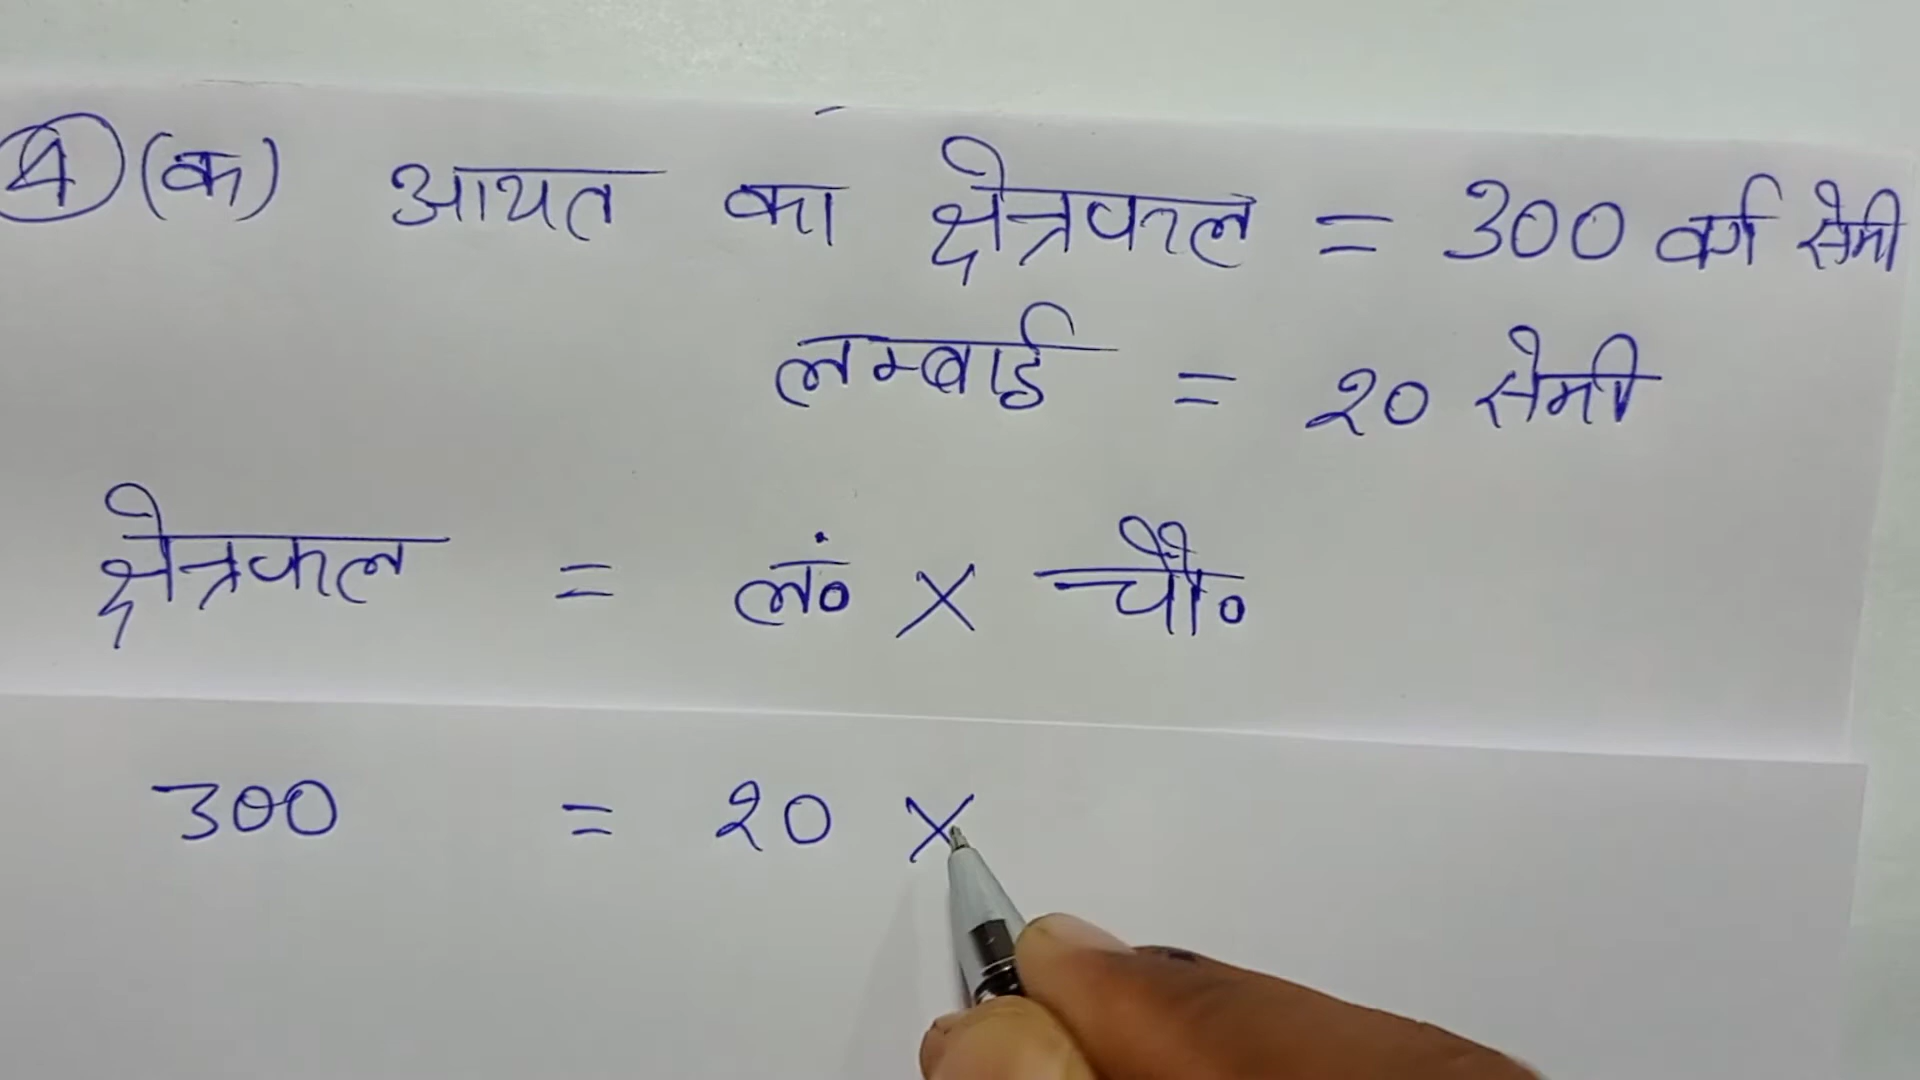 4 (क) आयत का क्षेत्रफल = 300 वर्ग सेमी
लम्बाई = 20 सेमी
क्षेत्रफल = लं० × चौ०
300 = 20 ×